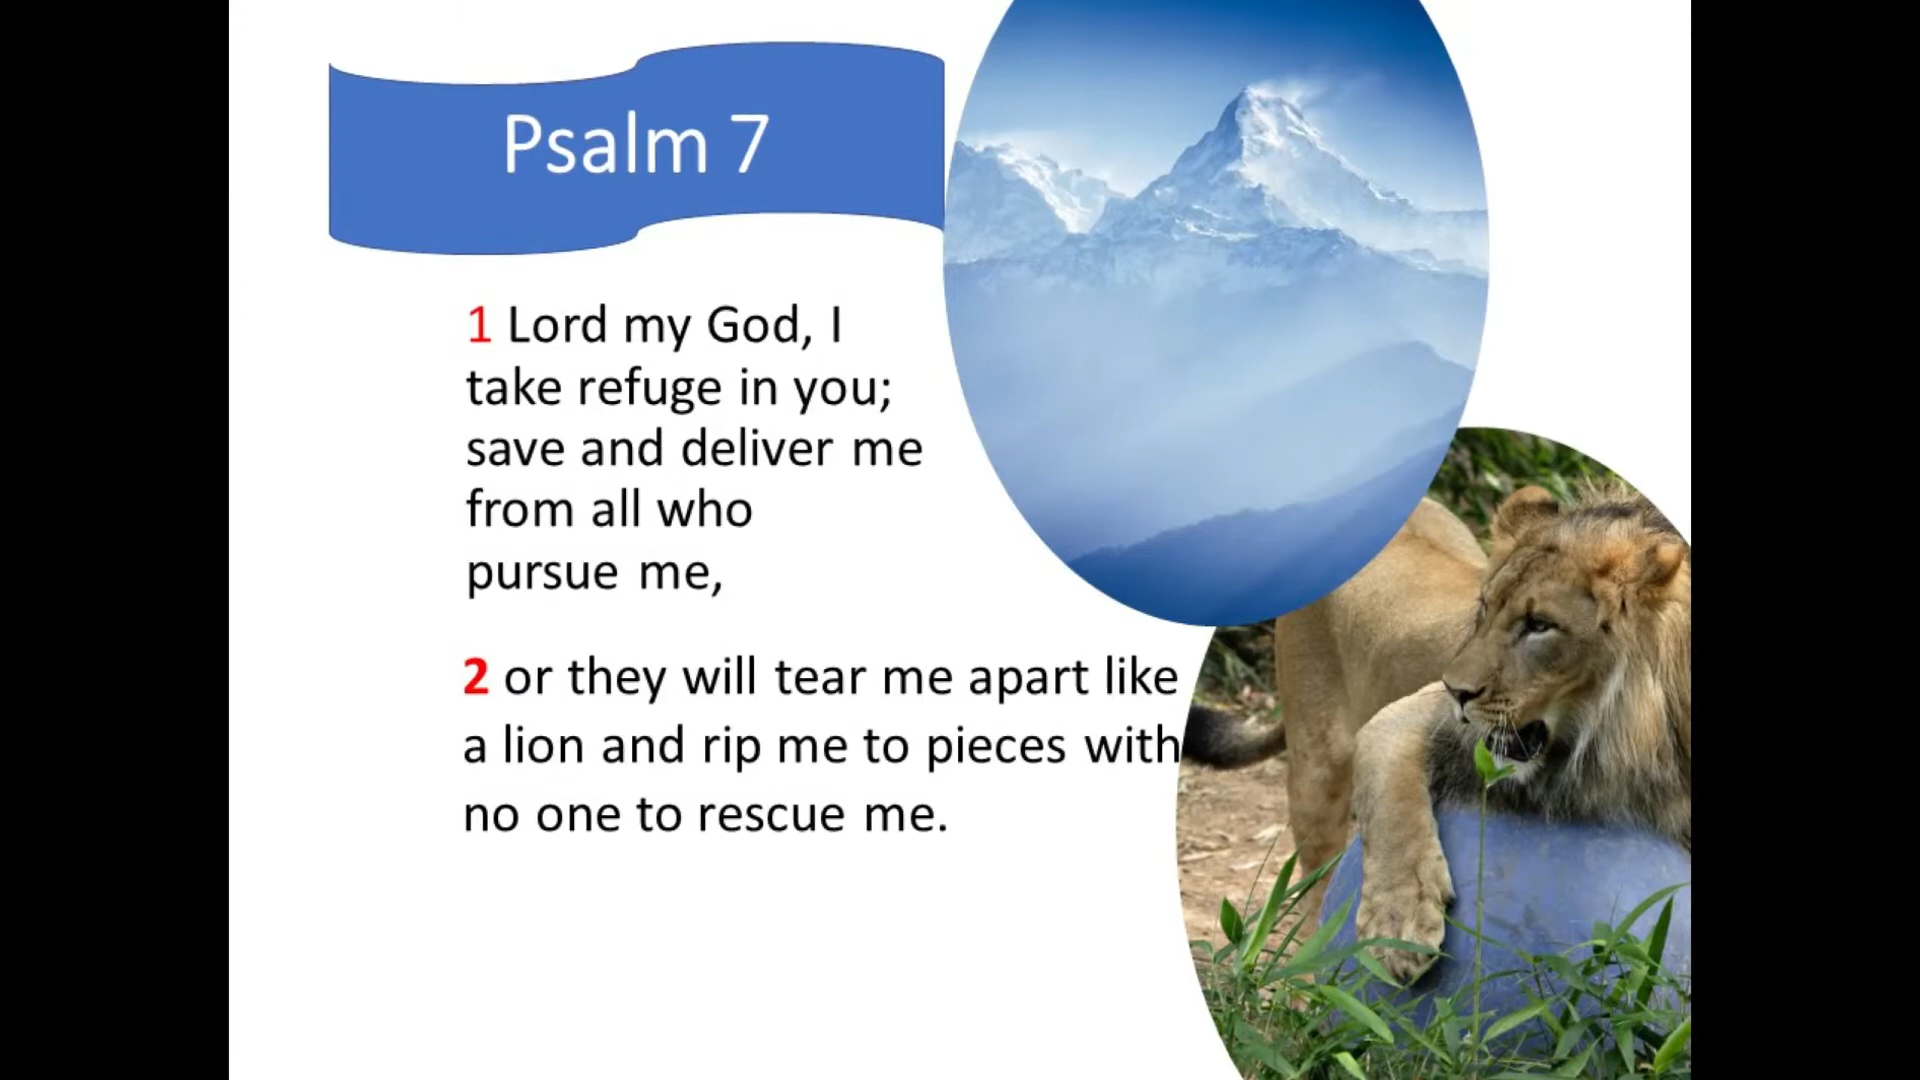 Psalm 7
1 Lord my God, I
take refuge in you;
save and deliver me
from all who
pursue me,
2 or they will tear me apart like
a lion and rip me to pieces with
no one to rescue me.